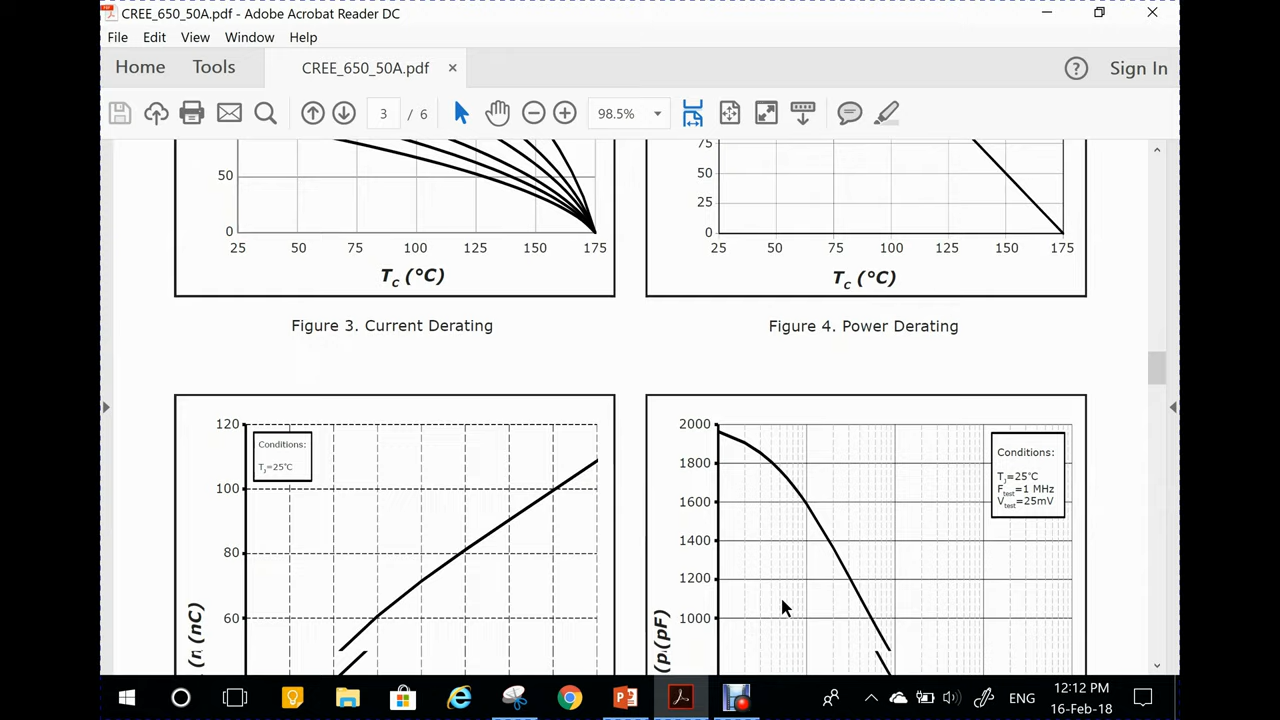 CREE_650_50A.pdf - Adobe Acrobat Reader DC
File Edit View Window Help
Home Tools CREE_650_50A.pdf × ? Sign In
3 / 6 98.5%
50
0
25 50 75 100 125 150 175
T_C (°C)
75
50
25
0
25 50 75 100 125 150 175
T_C (°C)
Figure 3. Current Derating
Figure 4. Power Derating
120
100
80
60
Conditions:
T_J=25°C
(nC)
2000
1800
1600
1400
1200
1000
Conditions:
T_J=25°C
F_test=1 MHz
V_test=25mV
(pF)
ENG
12:12 PM
16-Feb-18